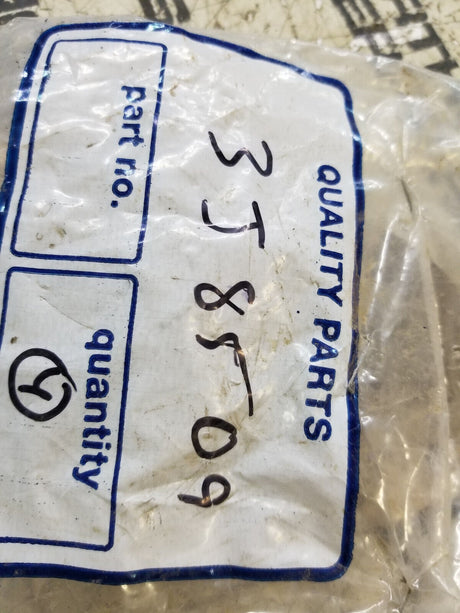 QUALITY PARTS
3J8509
part no.
quantity
4